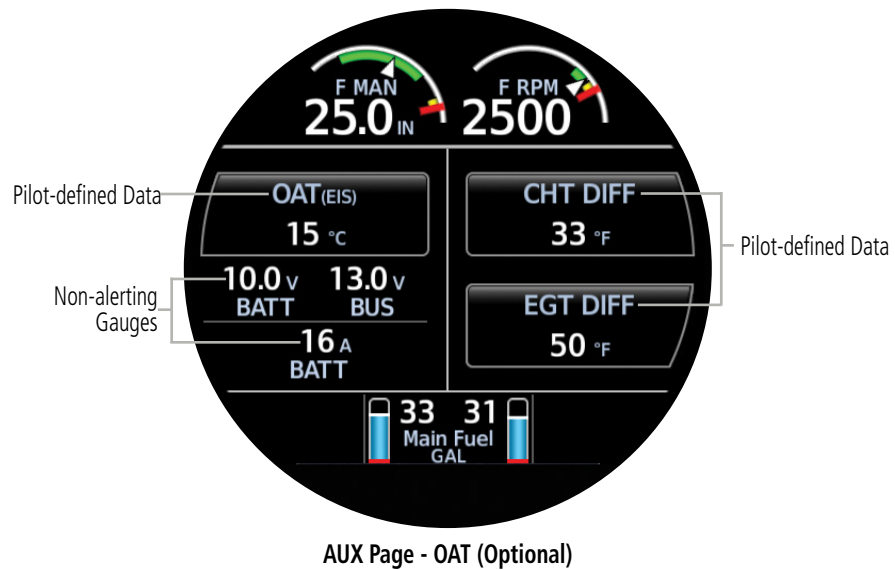 F MAN
25.0 IN
F RPM
2500
Pilot-defined Data
OAT(EIS)
15 °C
CHT DIFF
33 °F
Pilot-defined Data
Non-alerting
Gauges
10.0 V
BATT
13.0 V
BUS
16 A
BATT
EGT DIFF
50 °F
33 31
Main Fuel
GAL
AUX Page - OAT (Optional)